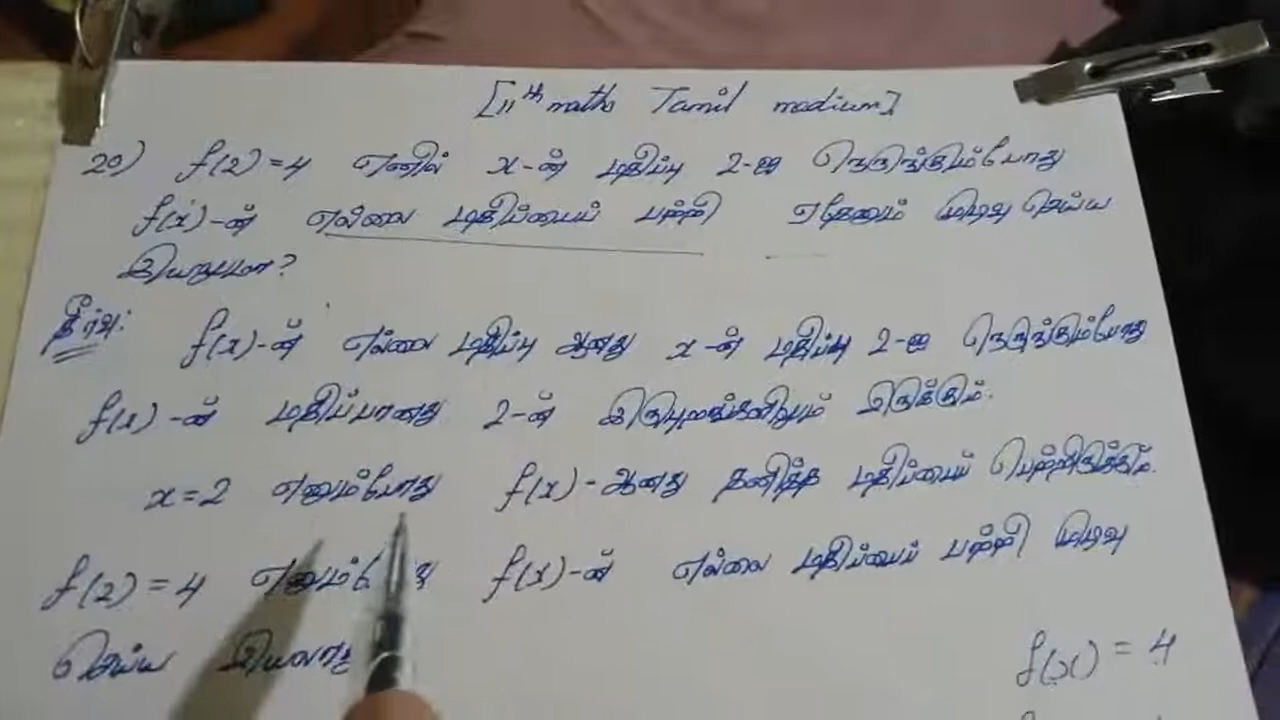 [11th maths Tamil medium]
20) f(2)=4 எனில் x-ன் மதிப்பு 2-ஐ நெருங்கும்போது
f(x)-ன் எல்லை மதிப்பைப் பற்றி ஏதேனும் முடிவு செய்ய
இயலுமா?
தீர்வு: f(x)-ன் எல்லை மதிப்பு ஆனது x-ன் மதிப்பு 2-ஐ நெருங்கும்போது
f(x)-ன் மதிப்பானது 2-ன் இருபுறங்களிலும் இருக்கும்.
x=2 எனும்போது f(x)-ஆனது தனித்த மதிப்பைப் பெற்றிருக்கும்.
f(2)=4 எனும்போது f(x)-ன் எல்லை மதிப்பைப் பற்றி முடிவு
செய்ய
f(x) = 4